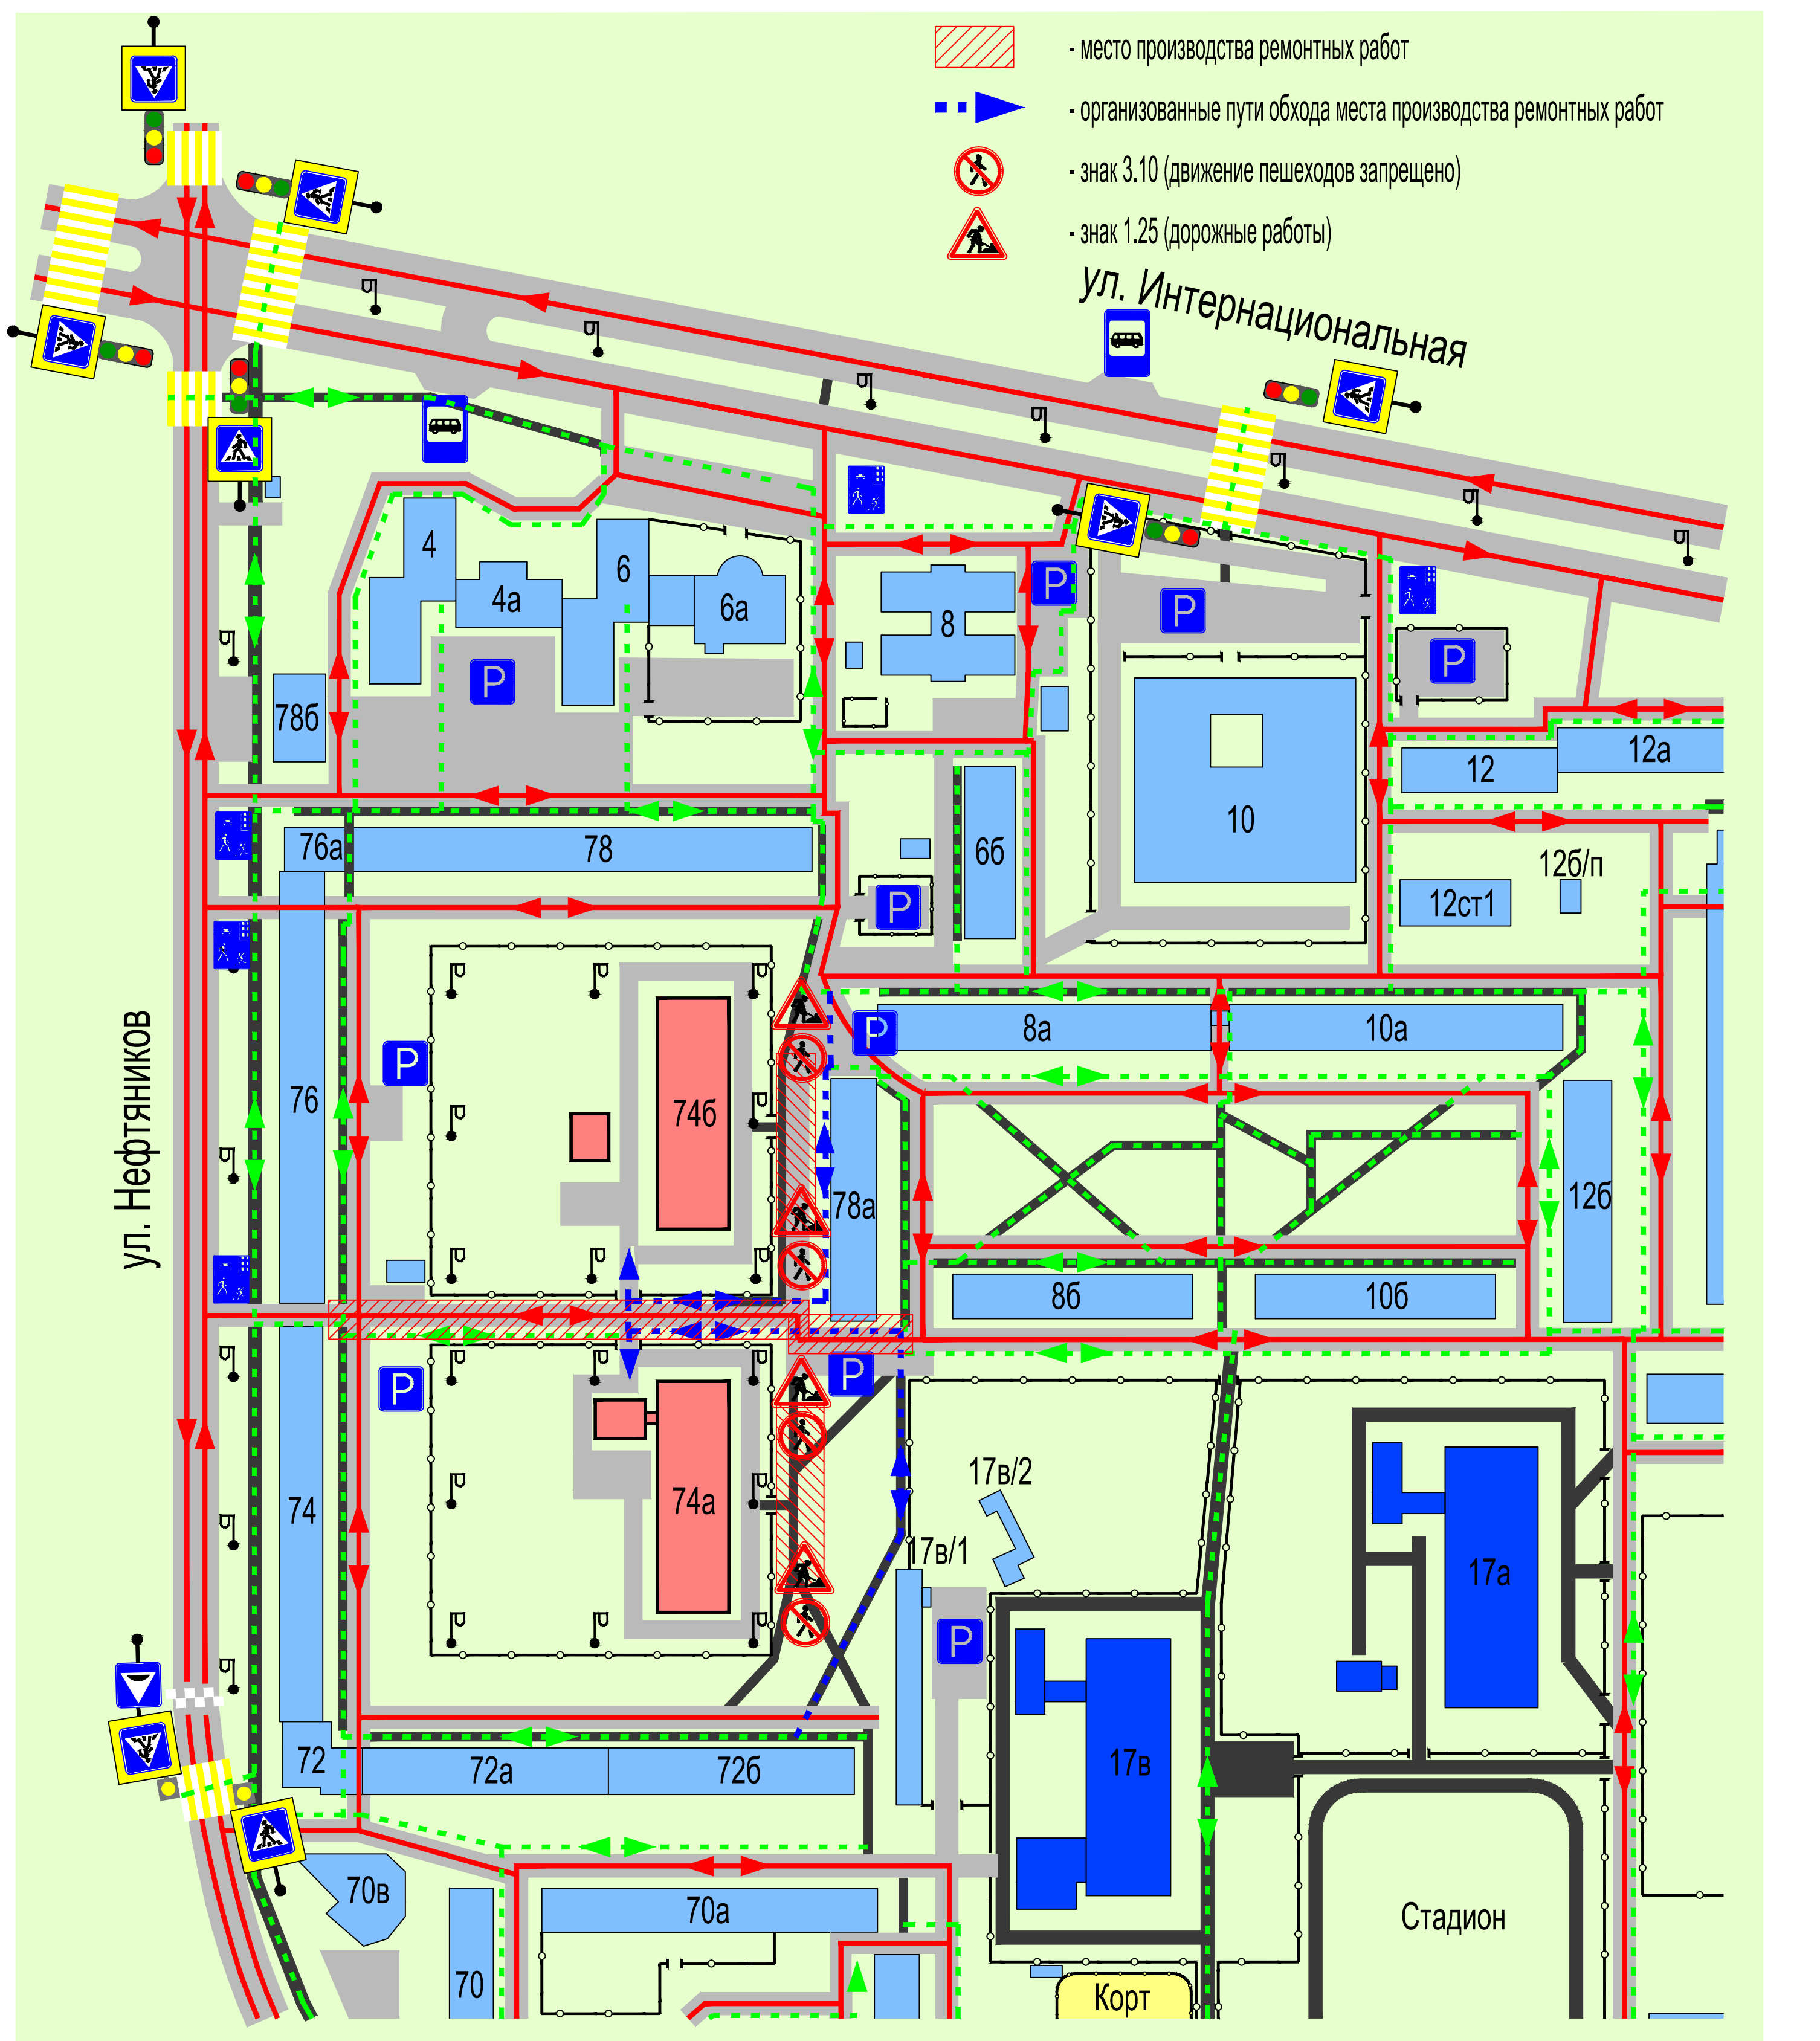 - место производства ремонтных работ
- организованные пути обхода места производства ремонтных работ
- знак 3.10 (движение пешеходов запрещено)
- знак 1.25 (дорожные работы)
ул. Интернациональная
4
4а
6
6а
8
P
P
P
P
78б
12
12а
76а
78
6б
10
12б/п
12ст1
P
ул. Нефтяников
P
P
8а
10а
76
74б
78а
12б
8б
10б
P
P
74
74а
17в/2
17в/1
17а
P
72
72а
72б
17в
70в
70а
70
Стадион
Корт